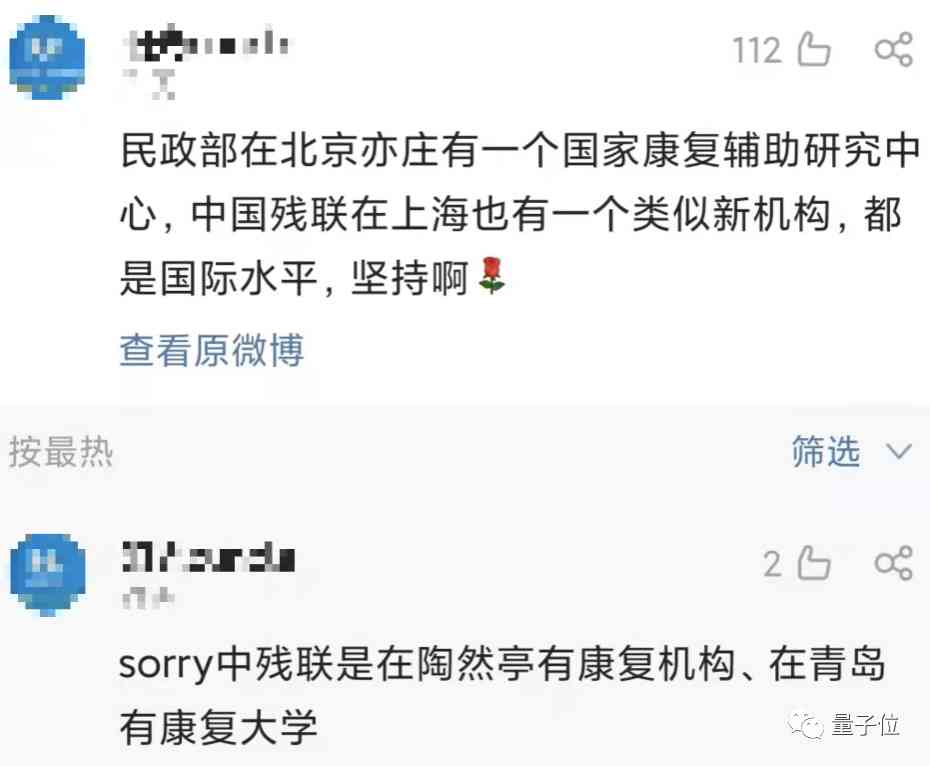 112
民政部在北京亦庄有一个国家康复辅助研究中
心，中国残联在上海也有一个类似新机构，都
是国际水平，坚持啊🌹
查看原微博
按最热
筛选
2
sorry中残联是在陶然亭有康复机构、在青岛
有康复大学
量子位